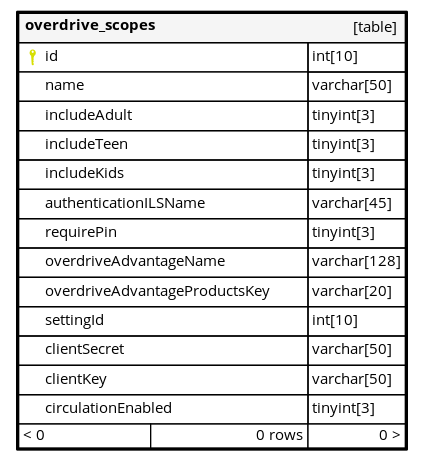 overdrive_scopes [table]
id int[10]
name varchar[50]
includeAdult tinyint[3]
includeTeen tinyint[3]
includeKids tinyint[3]
authenticationILSName varchar[45]
requirePin tinyint[3]
overdriveAdvantageName varchar[128]
overdriveAdvantageProductsKey varchar[20]
settingId int[10]
clientSecret varchar[50]
clientKey varchar[50]
circulationEnabled tinyint[3]
< 0 0 rows 0 >